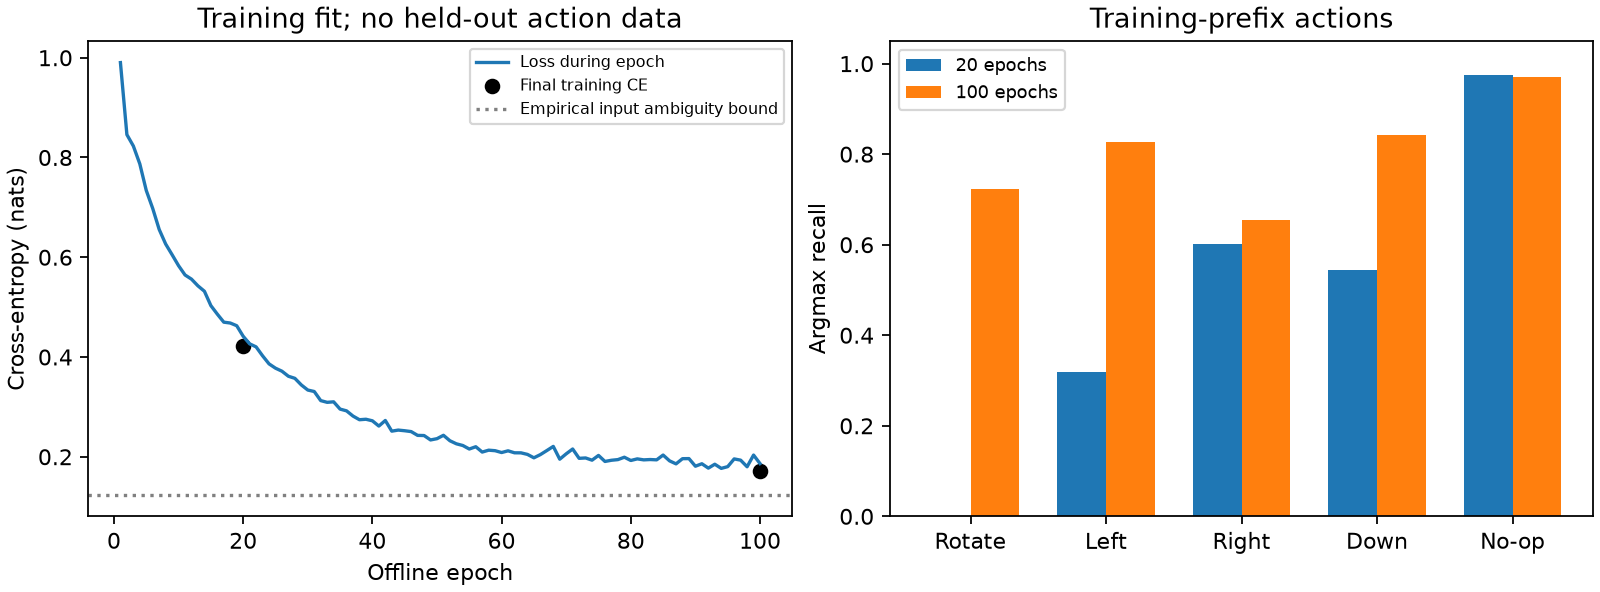 Training fit; no held-out action data
Cross-entropy (nats)
1.0
0.8
0.6
0.4
0.2
Loss during epoch
Final training CE
Empirical input ambiguity bound
0 20 40 60 80 100
Offline epoch
Training-prefix actions
Argmax recall
1.0
0.8
0.6
0.4
0.2
0.0
20 epochs
100 epochs
Rotate Left Right Down No-op